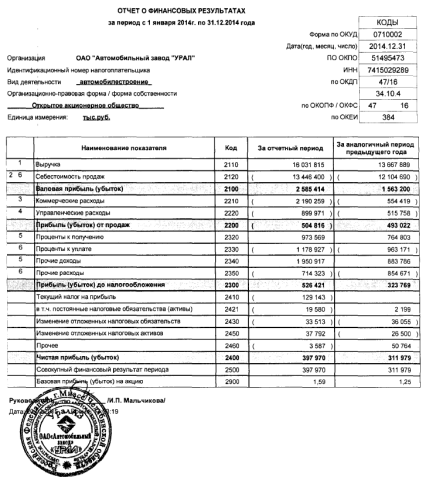 ОТЧЕТ О ФИНАНСОВЫХ РЕЗУЛЬТАТАХ
за период с 1 января 2014г. по 31.12.2014 года
КОДЫ
Форма по ОКУД 0710002
Дата(год, месяц, число) 2014.12.31
Организация ОАО "Автомобильный завод "УРАЛ" ПО ОКПО 51495473
Идентификационный номер налогоплательщика ИНН 7415029289
Вид деятельности автомобилестроение по ОКДП 47/16
Организационно-правовая форма / форма собственности 34.10.4
Открытое акционерное общество по ОКОПФ / ОКФС 47 16
Единица измерения: тыс.руб. по ОКЕИ 384
Наименование показателя Код За отчетный период За аналогичный период предыдущего года
1 Выручка 2110 16 031 815 13 667 889
2 6 Себестоимость продаж 2120 ( 13 446 400 ) ( 12 104 690 )
Валовая прибыль (убыток) 2100 2 585 414 1 563 200
3 Коммерческие расходы 2210 ( 2 190 259 ) ( 554 419 )
4 Управленческие расходы 2220 ( 899 971 ) ( 515 758 )
Прибыль (убыток) от продаж 2200 ( 504 816 ) 493 022
5 Проценты к получению 2320 973 569 764 803
6 Проценты к уплате 2330 ( 1 178 927 ) ( 963 171 )
5 Прочие доходы 2340 1 950 917 883 786
6 Прочие расходы 2350 ( 714 323 ) ( 854 671 )
Прибыль (убыток) до налогообложения 2300 526 421 323 769
Текущий налог на прибыль 2410 ( 129 143 )
в т.ч. постоянные налоговые обязательства (активы) 2421 ( 19 580 ) 2 199
Изменение отложенных налоговых обязательств 2430 ( 33 513 ) ( 36 055 )
Изменение отложенных налоговых активов 2450 ( 37 792 ) ( 26 500 )
Прочее 2460 ( 3 587 ) 50 764
Чистая прибыль (убыток) 2400 397 970 311 979
Совокупный финансовый результат периода 2500 397 970 311 979
Базовая прибыль (убыток) на акцию 2900 1,59 1,25
/И.П. Мальчикова/
Дата
ОАО«Автомобильный
завод